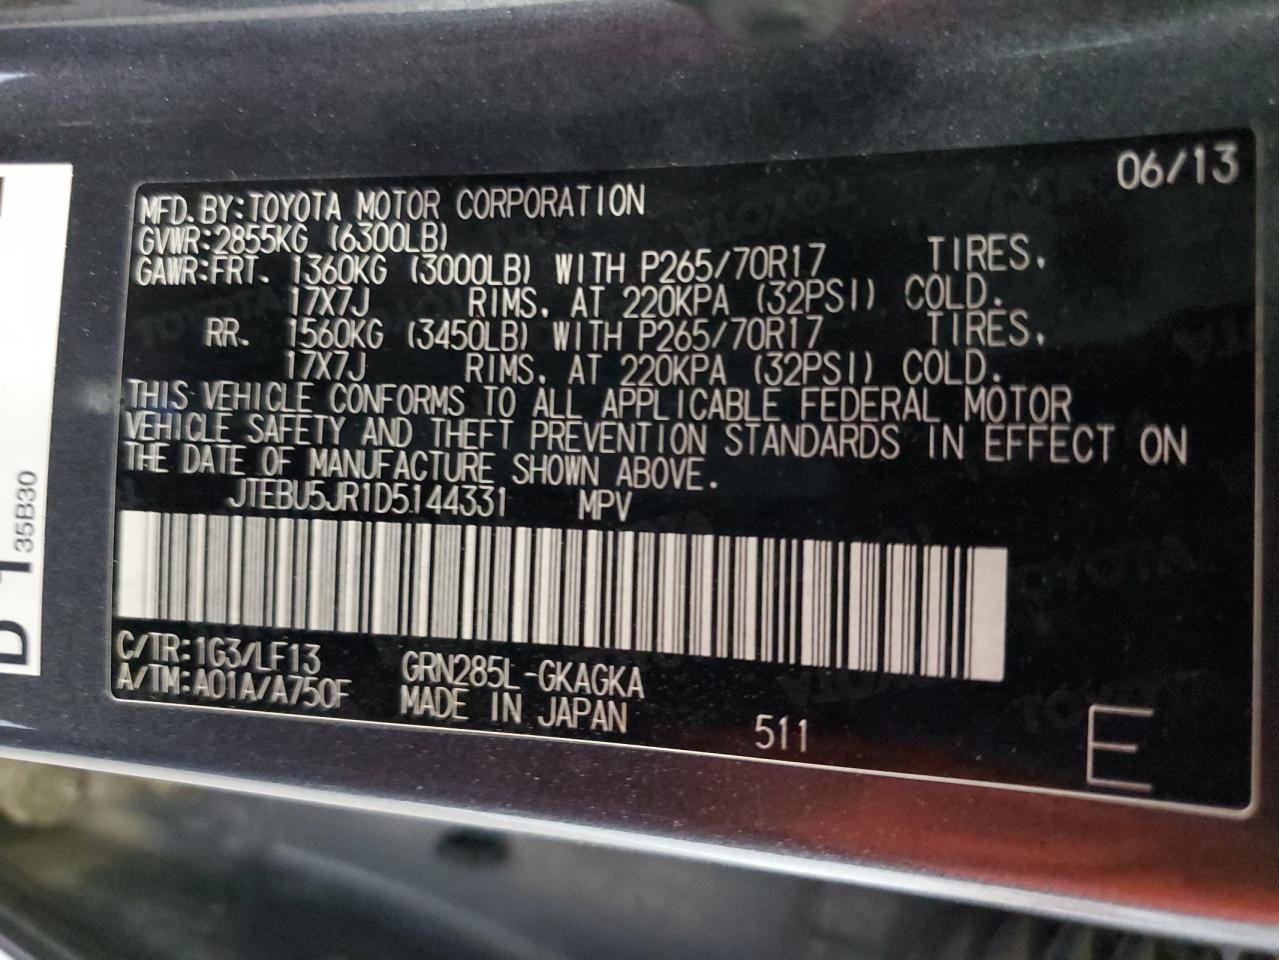 06/13
MFD.BY:TOYOTA MOTOR CORPORATION
GVWR:2855KG (6300LB)
GAWR:FRT. 1360KG (3000LB) WITH P265/70R17 TIRES.
17X7J RIMS. AT 220KPA (32PSI) COLD.
RR. 1560KG (3450LB) WITH P265/70R17 TIRES.
17X7J RIMS. AT 220KPA (32PSI) COLD.
THIS VEHICLE CONFORMS TO ALL APPLICABLE FEDERAL MOTOR
VEHICLE SAFETY AND THEFT PREVENTION STANDARDS IN EFFECT ON
THE DATE OF MANUFACTURE SHOWN ABOVE.
JTEBU5JR1D5144331 MPV
C/TR:1G3/LF13 GRN285L-GKAGKA
A/TM:A01A/A750F MADE IN JAPAN
511
E
35B30